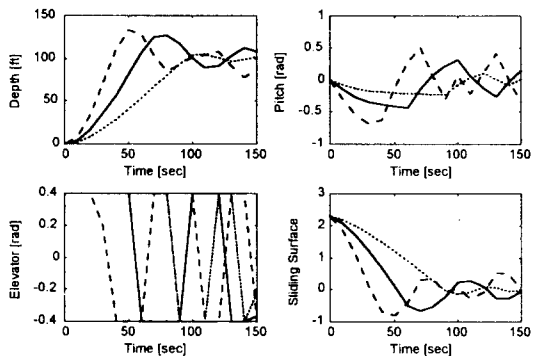 150
100
50
0
Depth [ft]
0 50 100 150
Time [sec]
1
0.5
0
-0.5
-1
Pitch [rad]
0 50 100 150
Time [sec]
0.4
0.2
0
-0.2
-0.4
Elevator [rad]
0 50 100 150
Time [sec]
3
2
1
0
-1
Sliding Surface
0 50 100 150
Time [sec]